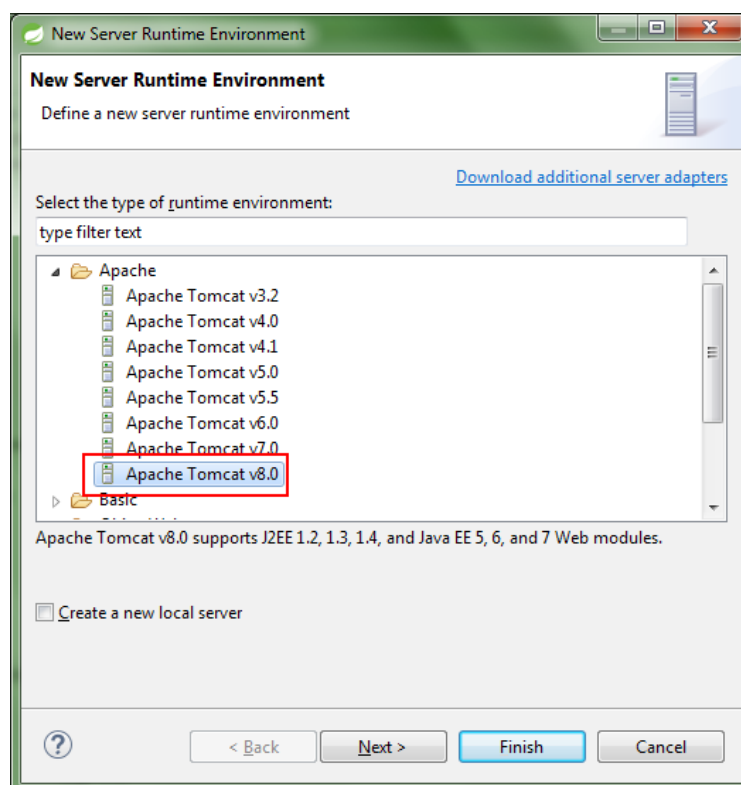 New Server Runtime Environment
New Server Runtime Environment
Define a new server runtime environment
Download additional server adapters
Select the type of runtime environment:
type filter text
Apache
Apache Tomcat v3.2
Apache Tomcat v4.0
Apache Tomcat v4.1
Apache Tomcat v5.0
Apache Tomcat v5.5
Apache Tomcat v6.0
Apache Tomcat v7.0
Apache Tomcat v8.0
Basic
Apache Tomcat v8.0 supports J2EE 1.2, 1.3, 1.4, and Java EE 5, 6, and 7 Web modules.
Create a new local server
? < Back Next > Finish Cancel